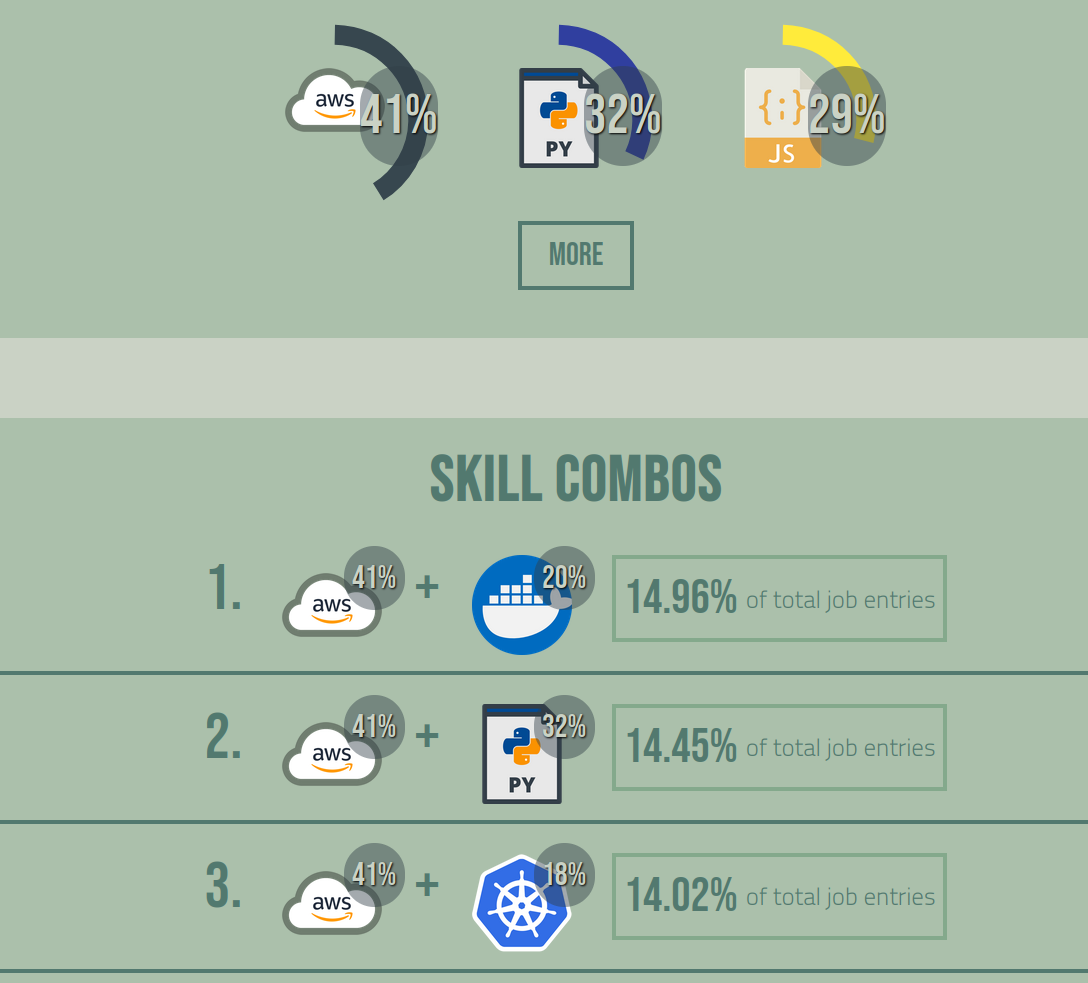 aws 41% PY 32% {;} JS 29%
MORE
SKILL COMBOS
1. aws 41% + 20% 14.96% of total job entries
2. aws 41% + PY 32% 14.45% of total job entries
3. aws 41% + 18% 14.02% of total job entries